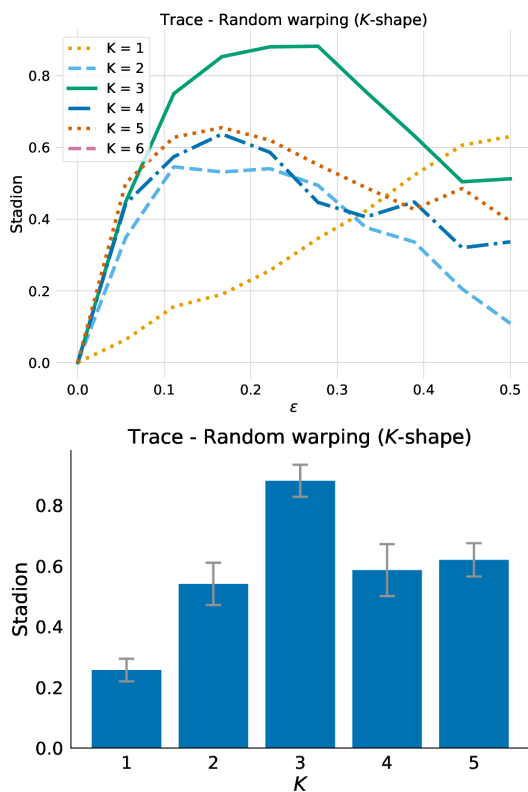 Trace - Random warping (K-shape)
0.8
0.6
0.4
0.2
0.0
Stadion
K = 1
K = 2
K = 3
K = 4
K = 5
K = 6
0.0 0.1 0.2 0.3 0.4 0.5
ε
Trace - Random warping (K-shape)
0.8
0.6
0.4
0.2
0.0
Stadion
1 2 3 4 5
K